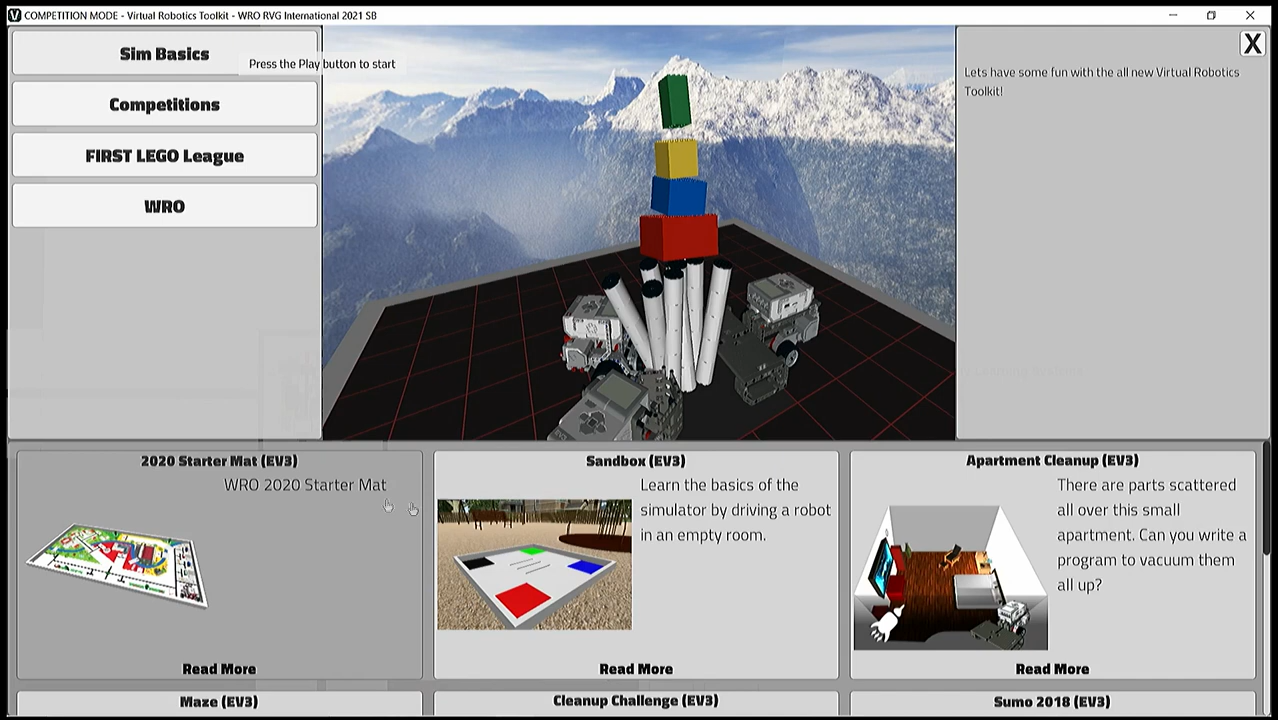 COMPETITION MODE - Virtual Robotics Toolkit - WRO RVG International 2021 SB
Sim Basics
Press the Play button to start
Competitions
FIRST LEGO League
WRO
X
Lets have some fun with the all new Virtual Robotics
Toolkit!
2020 Starter Mat (EV3)
WRO 2020 Starter Mat
Read More
Sandbox (EV3)
Learn the basics of the
simulator by driving a robot
in an empty room.
Read More
Apartment Cleanup (EV3)
There are parts scattered
all over this small
apartment. Can you write a
program to vacuum them
all up?
Read More
Maze (EV3)
Cleanup Challenge (EV3)
Sumo 2018 (EV3)